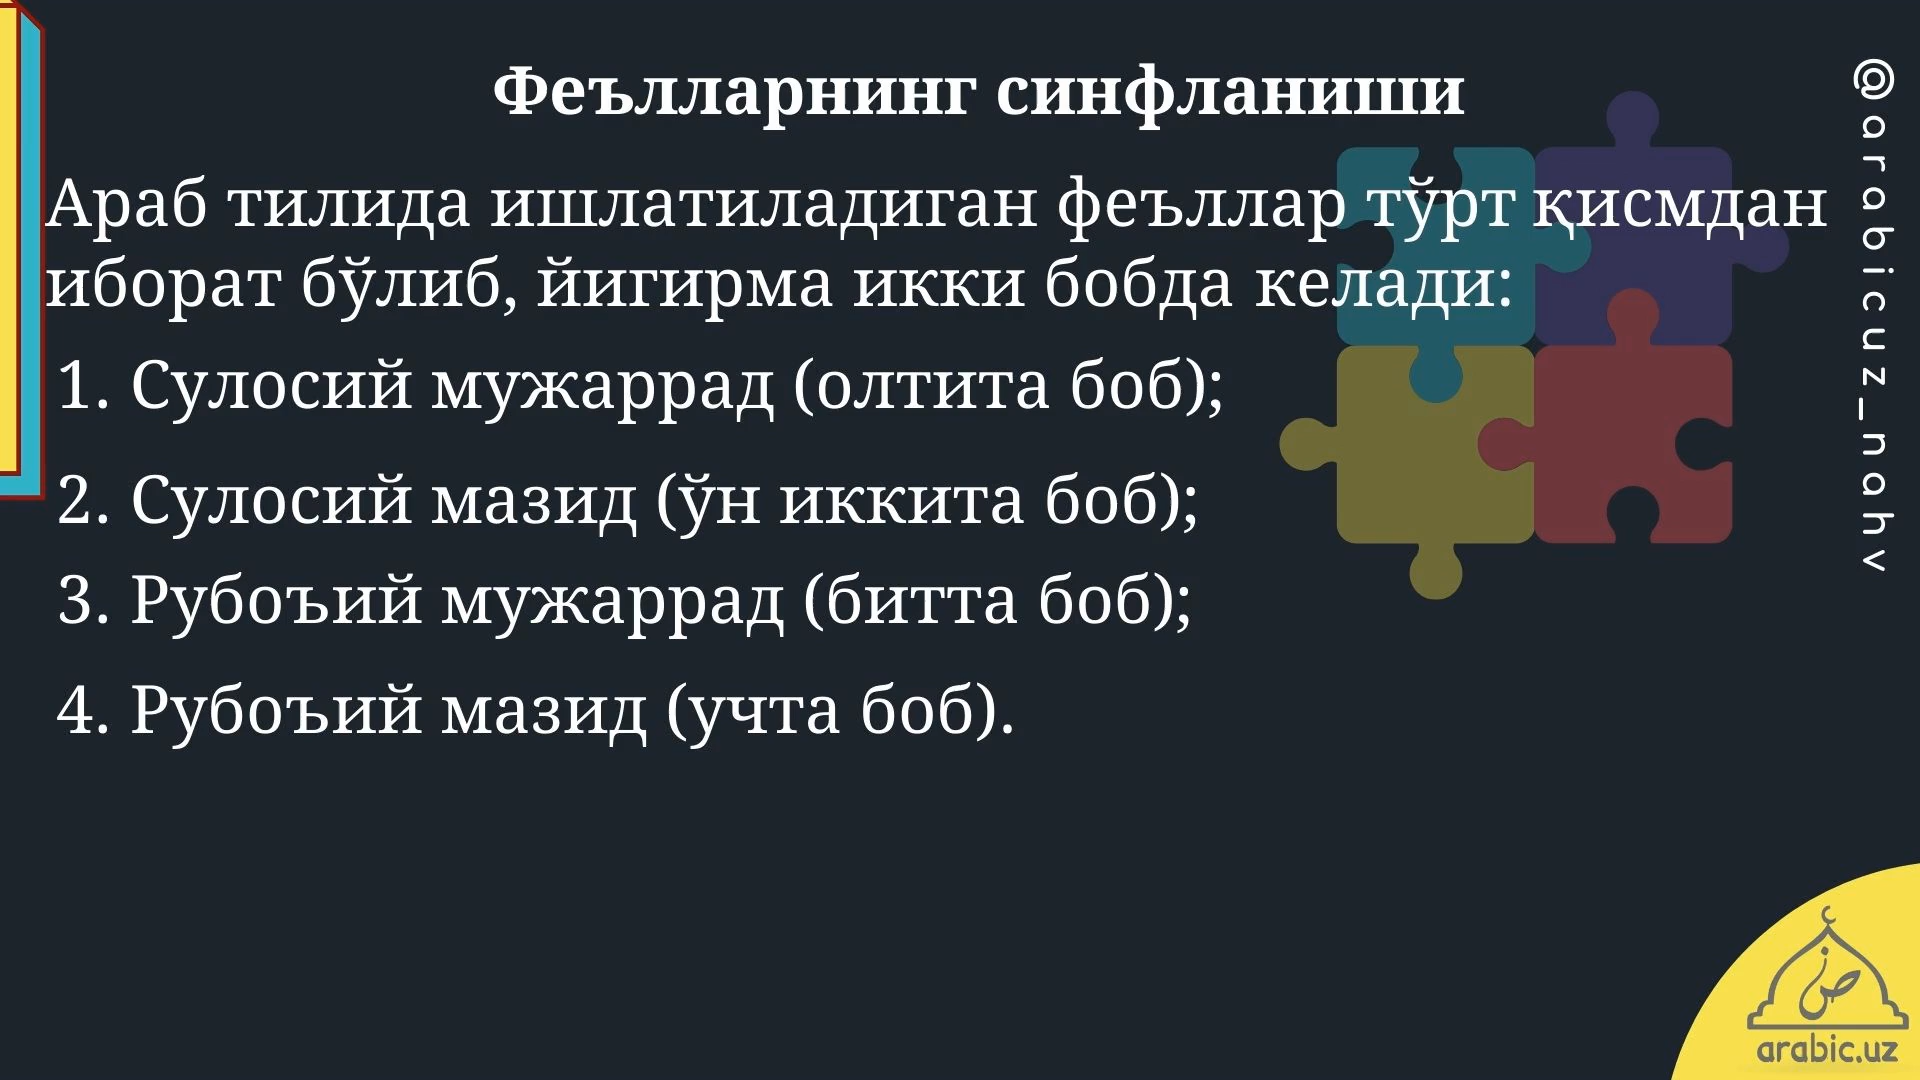 Феълларнинг синфланиши
Араб тилида ишлатиладиган феъллар тўрт қисмдан
иборат бўлиб, йигирма икки бобда келади:
1. Сулосий мужаррад (олтита боб);
2. Сулосий мазид (ўн иккита боб);
3. Рубоъий мужаррад (битта боб);
4. Рубоъий мазид (учта боб).
@arabicuz_nahv
arabic.uz